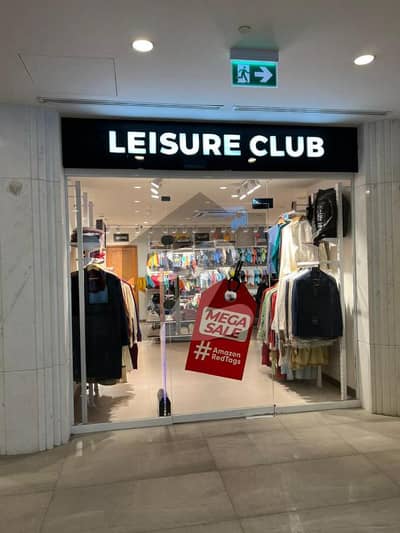 LEISURE CLUB
MEGA
SALE
#Amazon
RedTags